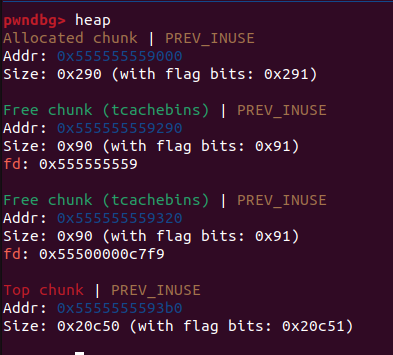 pwndbg> heap
Allocated chunk | PREV_INUSE
Addr: 0x555555559000
Size: 0x290 (with flag bits: 0x291)
Free chunk (tcachebins) | PREV_INUSE
Addr: 0x555555559290
Size: 0x90 (with flag bits: 0x91)
fd: 0x555555559
Free chunk (tcachebins) | PREV_INUSE
Addr: 0x555555559320
Size: 0x90 (with flag bits: 0x91)
fd: 0x55500000c7f9
Top chunk | PREV_INUSE
Addr: 0x5555555593b0
Size: 0x20c50 (with flag bits: 0x20c51)